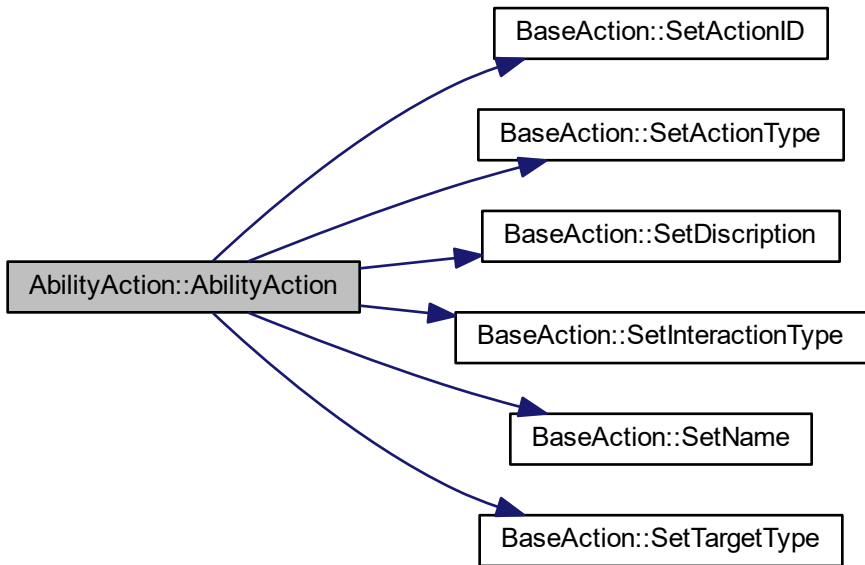 BaseAction::SetActionID
BaseAction::SetActionType
BaseAction::SetDiscription
AbilityAction::AbilityAction
BaseAction::SetInteractionType
BaseAction::SetName
BaseAction::SetTargetType